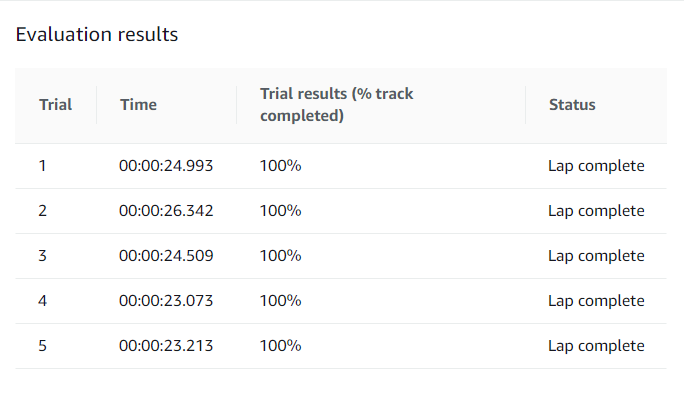 Evaluation results
Trial Time Trial results (% track completed) Status
1 00:00:24.993 100% Lap complete
2 00:00:26.342 100% Lap complete
3 00:00:24.509 100% Lap complete
4 00:00:23.073 100% Lap complete
5 00:00:23.213 100% Lap complete